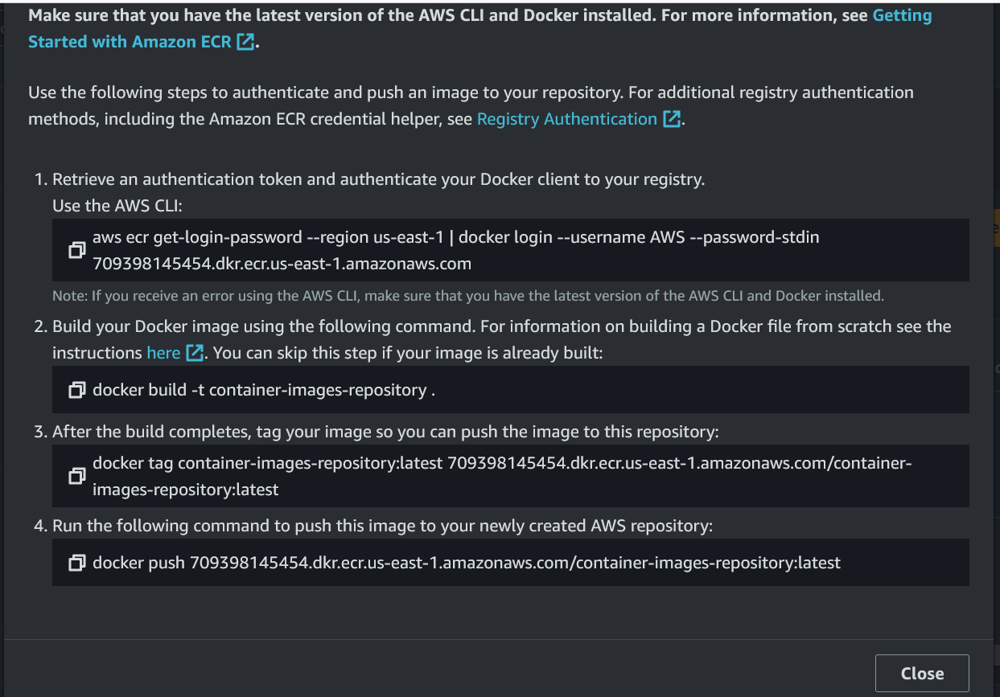 Make sure that you have the latest version of the AWS CLI and Docker installed. For more information, see Getting
Started with Amazon ECR.
Use the following steps to authenticate and push an image to your repository. For additional registry authentication
methods, including the Amazon ECR credential helper, see Registry Authentication.
1. Retrieve an authentication token and authenticate your Docker client to your registry.
Use the AWS CLI:
aws ecr get-login-password --region us-east-1 | docker login --username AWS --password-stdin
709398145454.dkr.ecr.us-east-1.amazonaws.com
Note: If you receive an error using the AWS CLI, make sure that you have the latest version of the AWS CLI and Docker installed.
2. Build your Docker image using the following command. For information on building a Docker file from scratch see the
instructions here. You can skip this step if your image is already built:
docker build -t container-images-repository .
3. After the build completes, tag your image so you can push the image to this repository:
docker tag container-images-repository:latest 709398145454.dkr.ecr.us-east-1.amazonaws.com/container-
images-repository:latest
4. Run the following command to push this image to your newly created AWS repository:
docker push 709398145454.dkr.ecr.us-east-1.amazonaws.com/container-images-repository:latest
Close